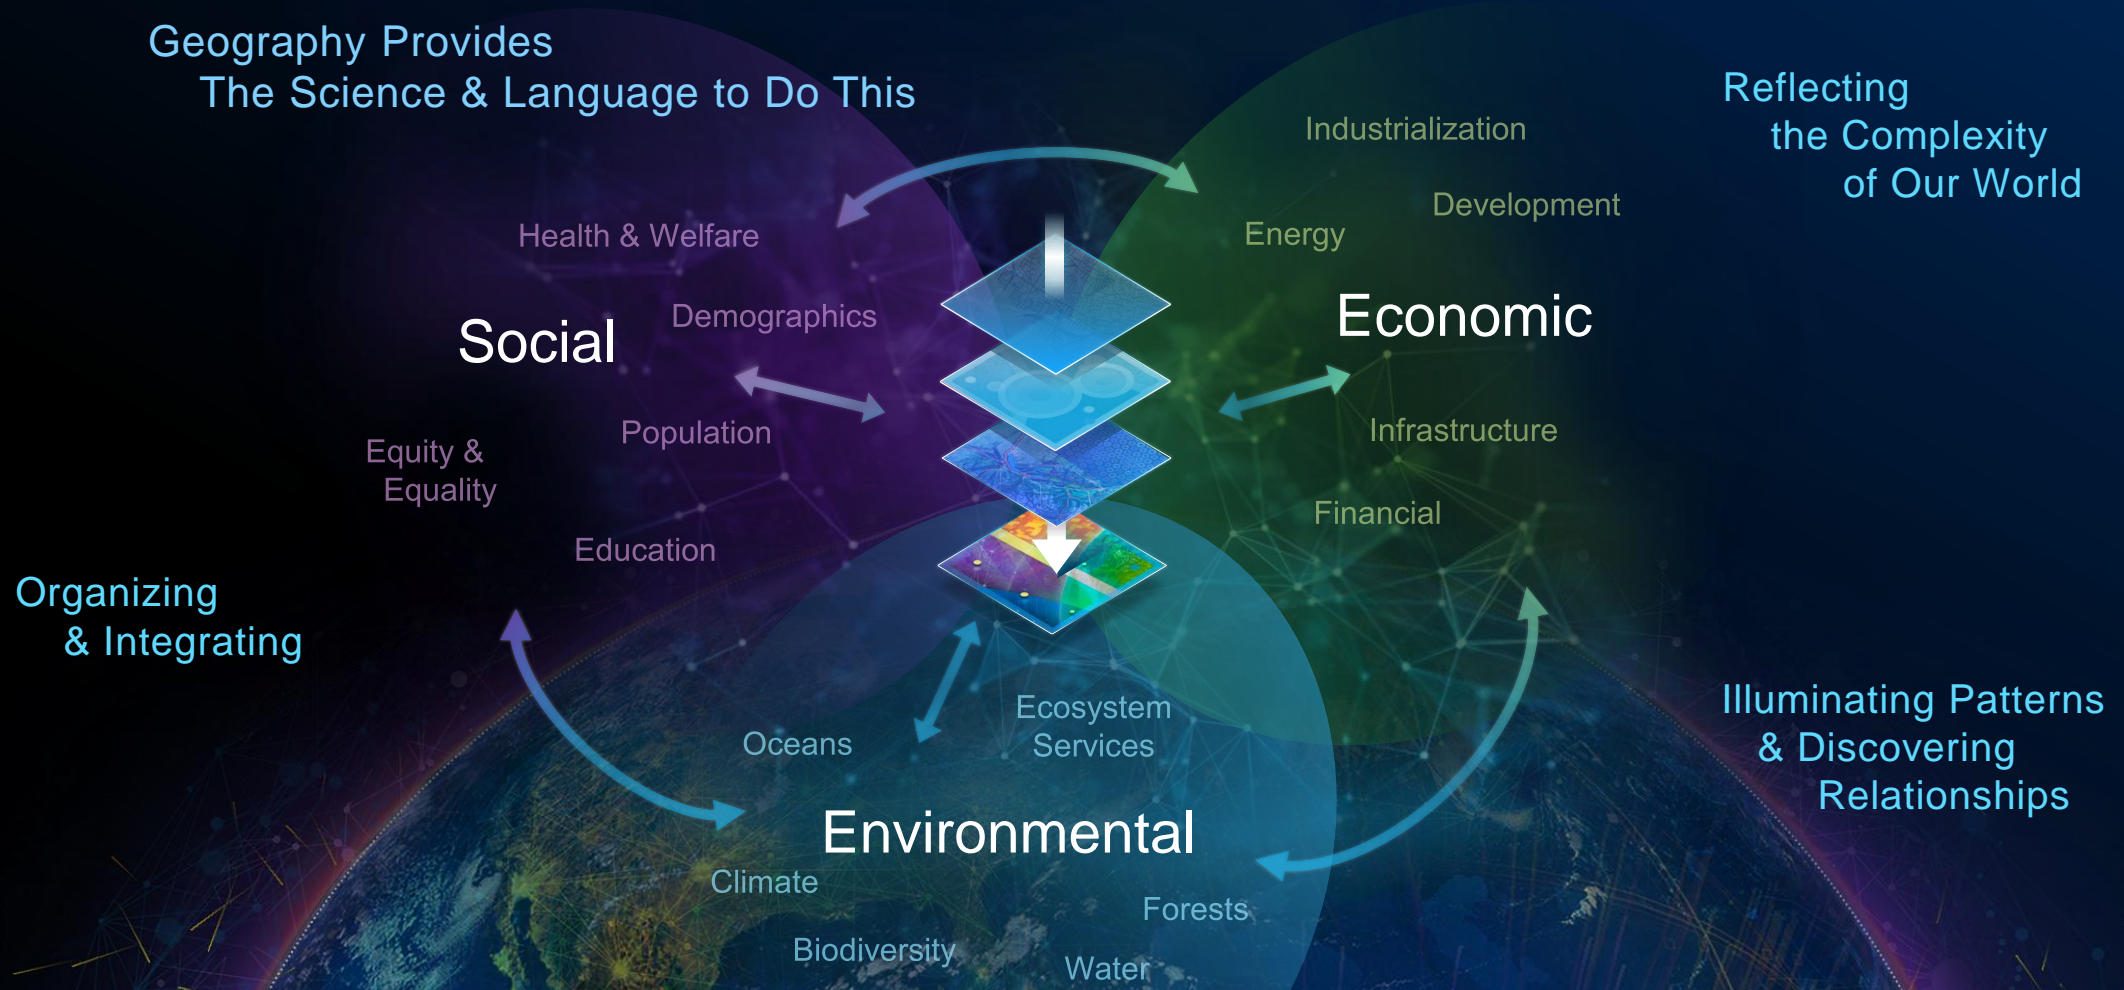 Geography Provides
The Science & Language to Do This
Reflecting
the Complexity
of Our World
Industrialization
Development
Energy
Health & Welfare
Demographics
Social
Economic
Population
Equity &
Equality
Infrastructure
Financial
Education
Organizing
& Integrating
Ecosystem
Services
Oceans
Illuminating Patterns
& Discovering
Relationships
Environmental
Climate
Forests
Biodiversity
Water